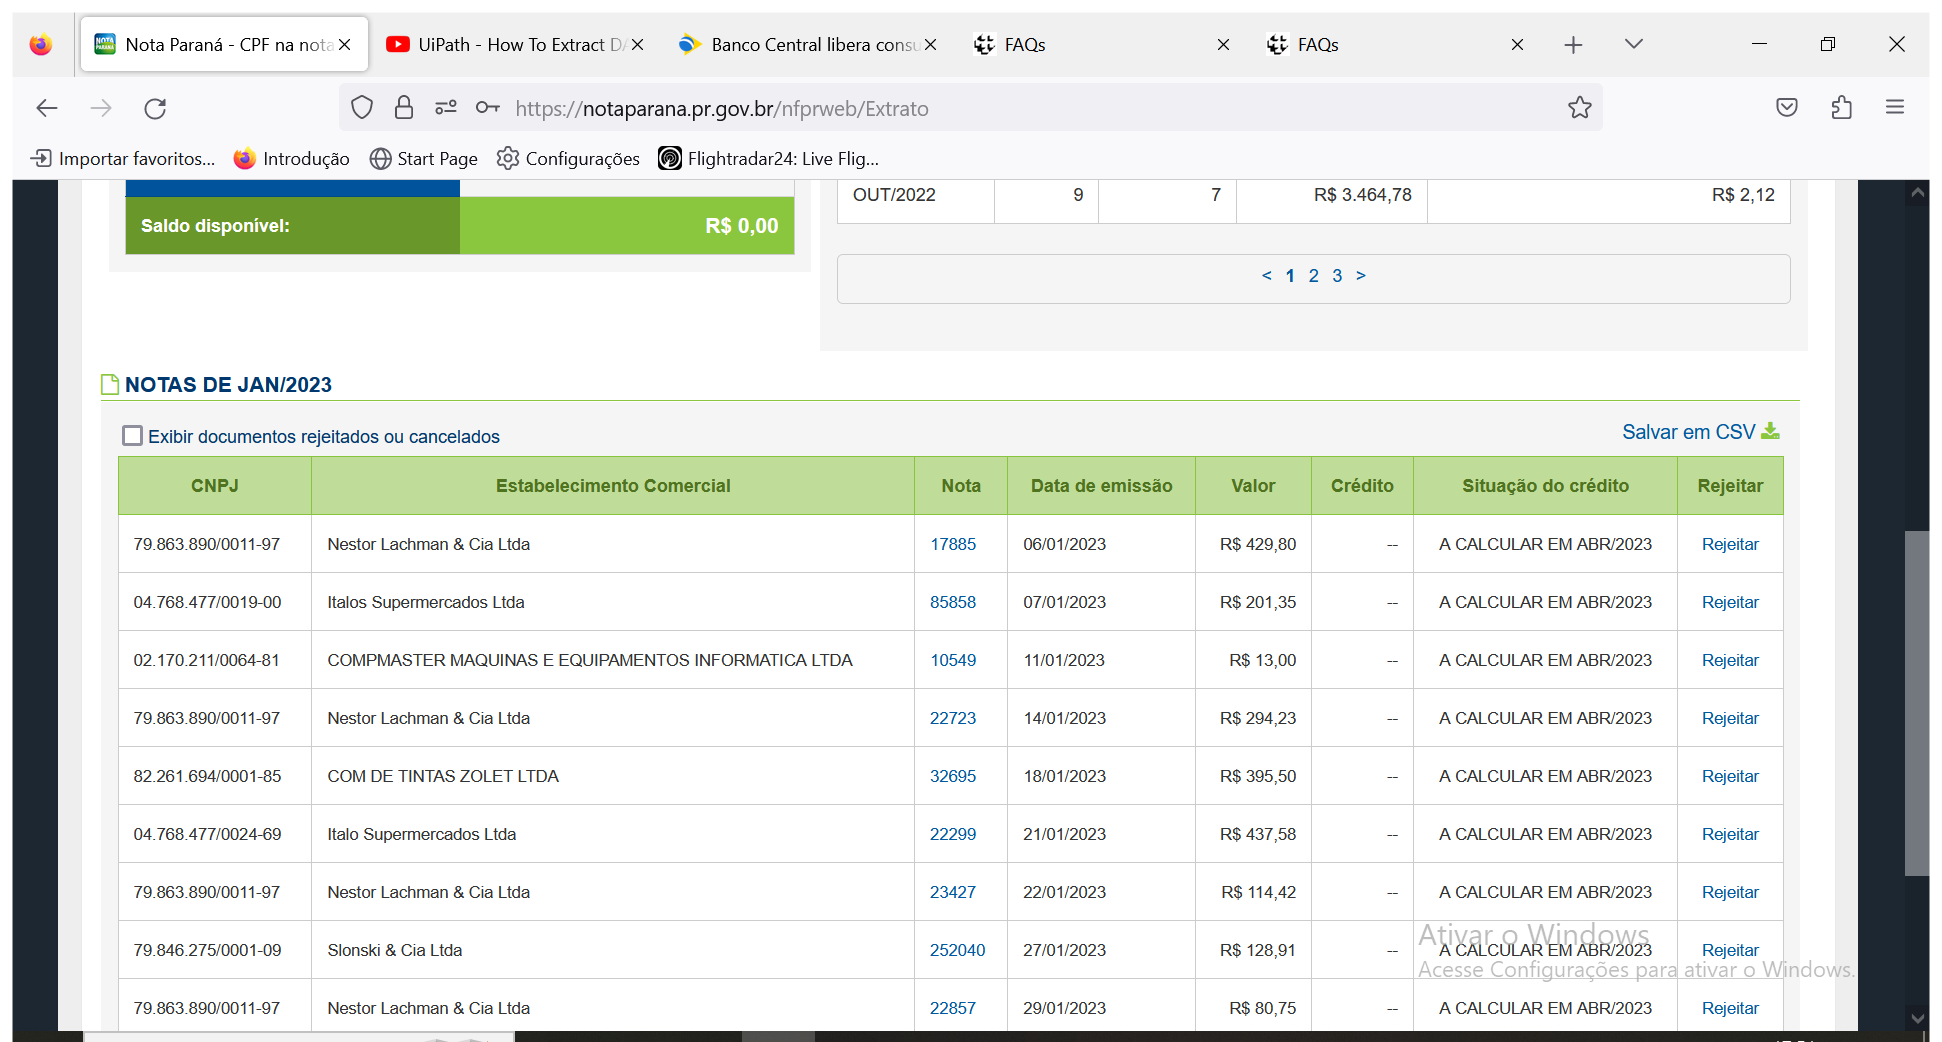 Nota Paraná - CPF na nota
UiPath - How To Extract DA
Banco Central libera consu
FAQs
FAQs
https://notaparana.pr.gov.br/nfprweb/Extrato
Importar favoritos...
Introdução
Start Page
Configurações
Flightradar24: Live Flig...
OUT/2022 9 7 R$ 3.464,78 R$ 2,12
Saldo disponível: R$ 0,00
< 1 2 3 >
NOTAS DE JAN/2023
Exibir documentos rejeitados ou cancelados
Salvar em CSV
CNPJ Estabelecimento Comercial Nota Data de emissão Valor Crédito Situação do crédito Rejeitar
79.863.890/0011-97 Nestor Lachman & Cia Ltda 17885 06/01/2023 R$ 429,80 -- A CALCULAR EM ABR/2023 Rejeitar
04.768.477/0019-00 Italos Supermercados Ltda 85858 07/01/2023 R$ 201,35 -- A CALCULAR EM ABR/2023 Rejeitar
02.170.211/0064-81 COMPMASTER MAQUINAS E EQUIPAMENTOS INFORMATICA LTDA 10549 11/01/2023 R$ 13,00 -- A CALCULAR EM ABR/2023 Rejeitar
79.863.890/0011-97 Nestor Lachman & Cia Ltda 22723 14/01/2023 R$ 294,23 -- A CALCULAR EM ABR/2023 Rejeitar
82.261.694/0001-85 COM DE TINTAS ZOLET LTDA 32695 18/01/2023 R$ 395,50 -- A CALCULAR EM ABR/2023 Rejeitar
04.768.477/0024-69 Italo Supermercados Ltda 22299 21/01/2023 R$ 437,58 -- A CALCULAR EM ABR/2023 Rejeitar
79.863.890/0011-97 Nestor Lachman & Cia Ltda 23427 22/01/2023 R$ 114,42 -- A CALCULAR EM ABR/2023 Rejeitar
79.846.275/0001-09 Slonski & Cia Ltda 252040 27/01/2023 R$ 128,91 -- A CALCULAR EM ABR/2023 Rejeitar
79.863.890/0011-97 Nestor Lachman & Cia Ltda 22857 29/01/2023 R$ 80,75 -- A CALCULAR EM ABR/2023 Rejeitar
Ativar o Windows
Acesse Configurações para ativar o Windows.